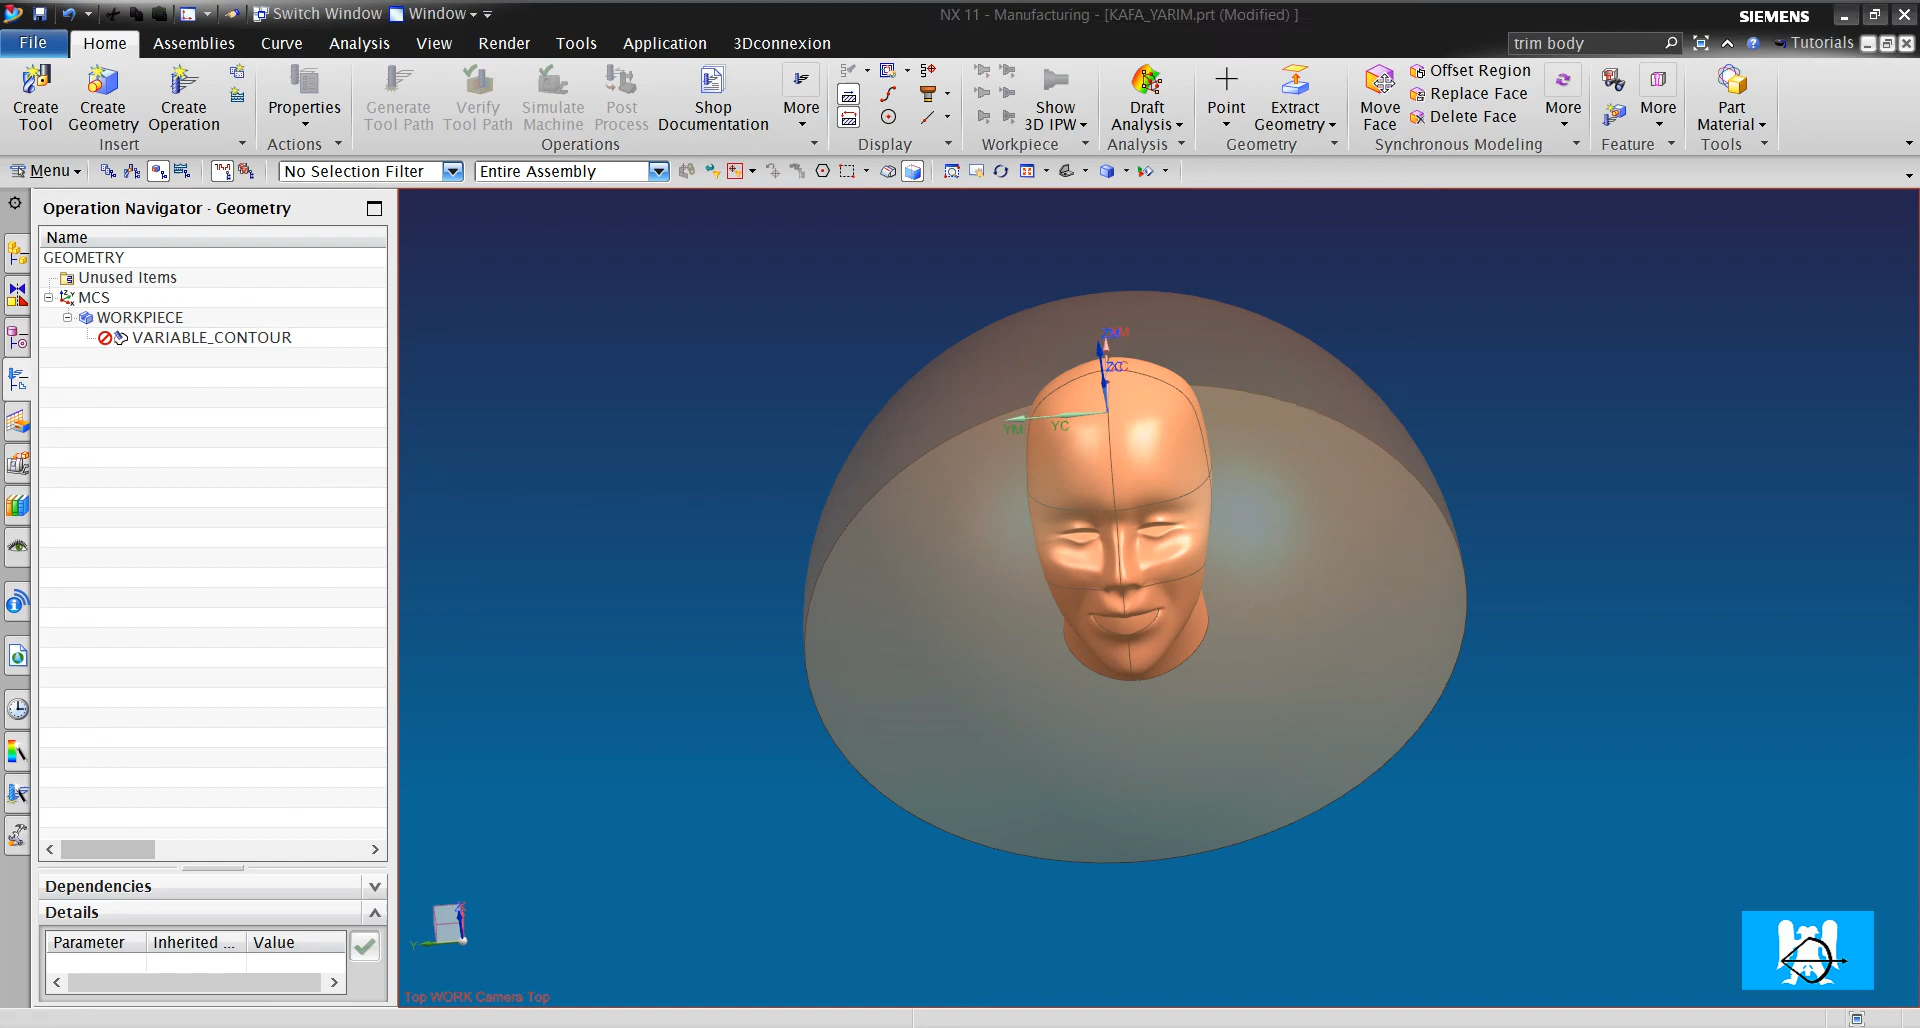 Switch Window Window NX 11 - Manufacturing - [KAFA_YARIM.prt (Modified) ] SIEMENS
File Home Assemblies Curve Analysis View Render Tools Application 3Dconnexion trim body Tutorials
Create Tool
Create Geometry
Create Operation
Insert
Properties
Actions
Generate Tool Path
Verify Tool Path
Simulate Machine
Post Process
Shop Documentation
More
Operations
Display
Show 3D IPW
Workpiece
Draft Analysis
Analysis
Point
Extract Geometry
Geometry
Move Face
Offset Region
Replace Face
Delete Face
More
Synchronous Modeling
More
Feature
Part Material
Tools
Menu No Selection Filter Entire Assembly
Operation Navigator - Geometry
Name
GEOMETRY
Unused Items
MCS
WORKPIECE
VARIABLE_CONTOUR
YM YC
Dependencies
Details
Parameter Inherited ... Value
Y
Top WORK Camera Top